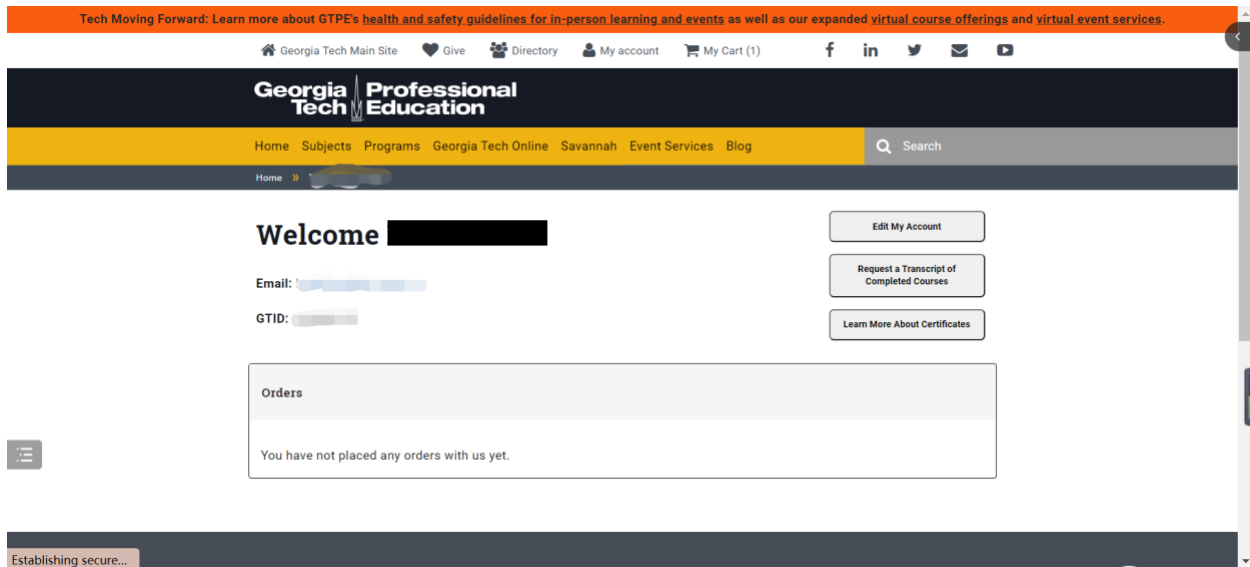 Tech Moving Forward: Learn more about GTPE's health and safety guidelines for in-person learning and events as well as our expanded virtual course offerings and virtual event services.
Georgia Tech Main Site Give Directory My account My Cart (1)
Georgia Tech Professional Education
Home Subjects Programs Georgia Tech Online Savannah Event Services Blog Search
Home »
Welcome
Edit My Account
Email:
Request a Transcript of
Completed Courses
GTID:
Learn More About Certificates
Orders
You have not placed any orders with us yet.
Establishing secure...